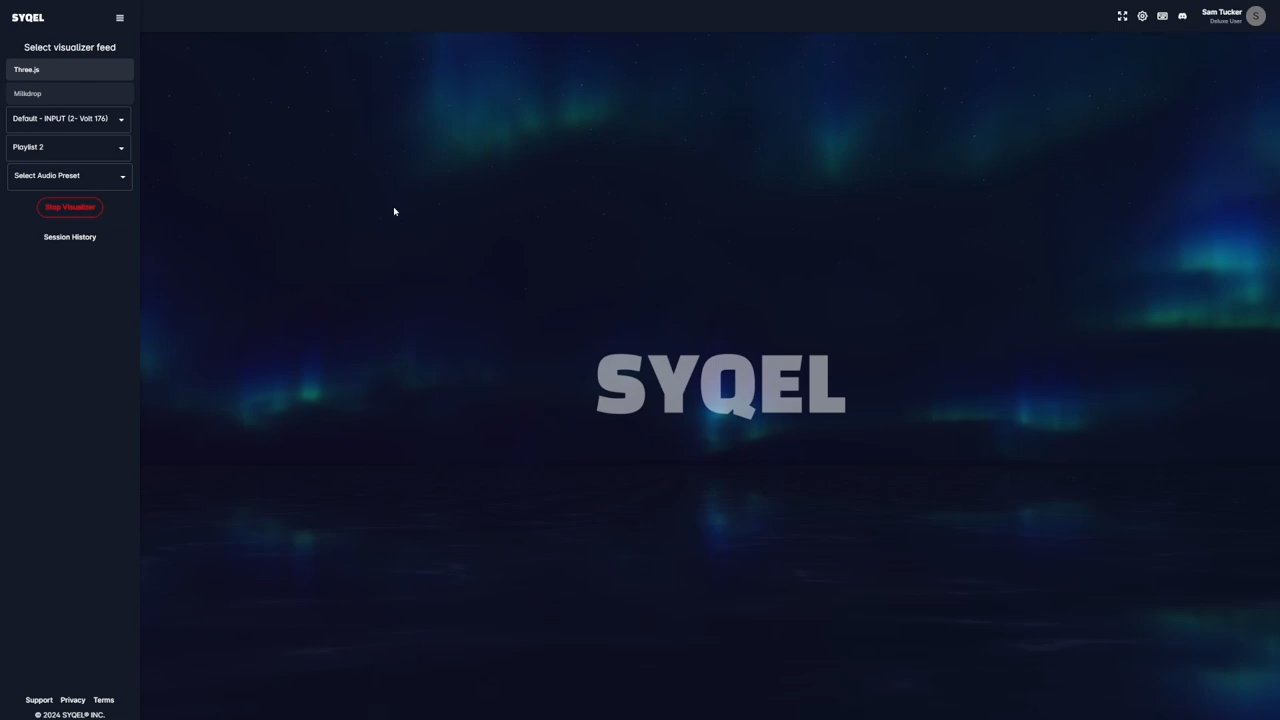 SYQEL
Sam Tucker
Deluxe User
S
Select visualizer feed
Three.js
Milkdrop
Default - INPUT (2- Volt 176)
Playlist 2
Select Audio Preset
Stop Visualizer
Session History
SYQEL
Support Privacy Terms
© 2024 SYQEL® INC.